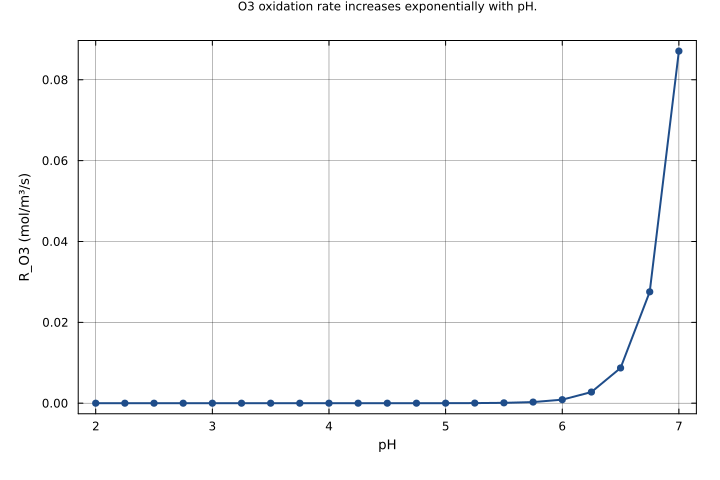 O3 oxidation rate increases exponentially with pH.
0.08
0.06
0.04
0.02
0.00
R_O3 (mol/m³/s)
2 3 4 5 6 7
pH